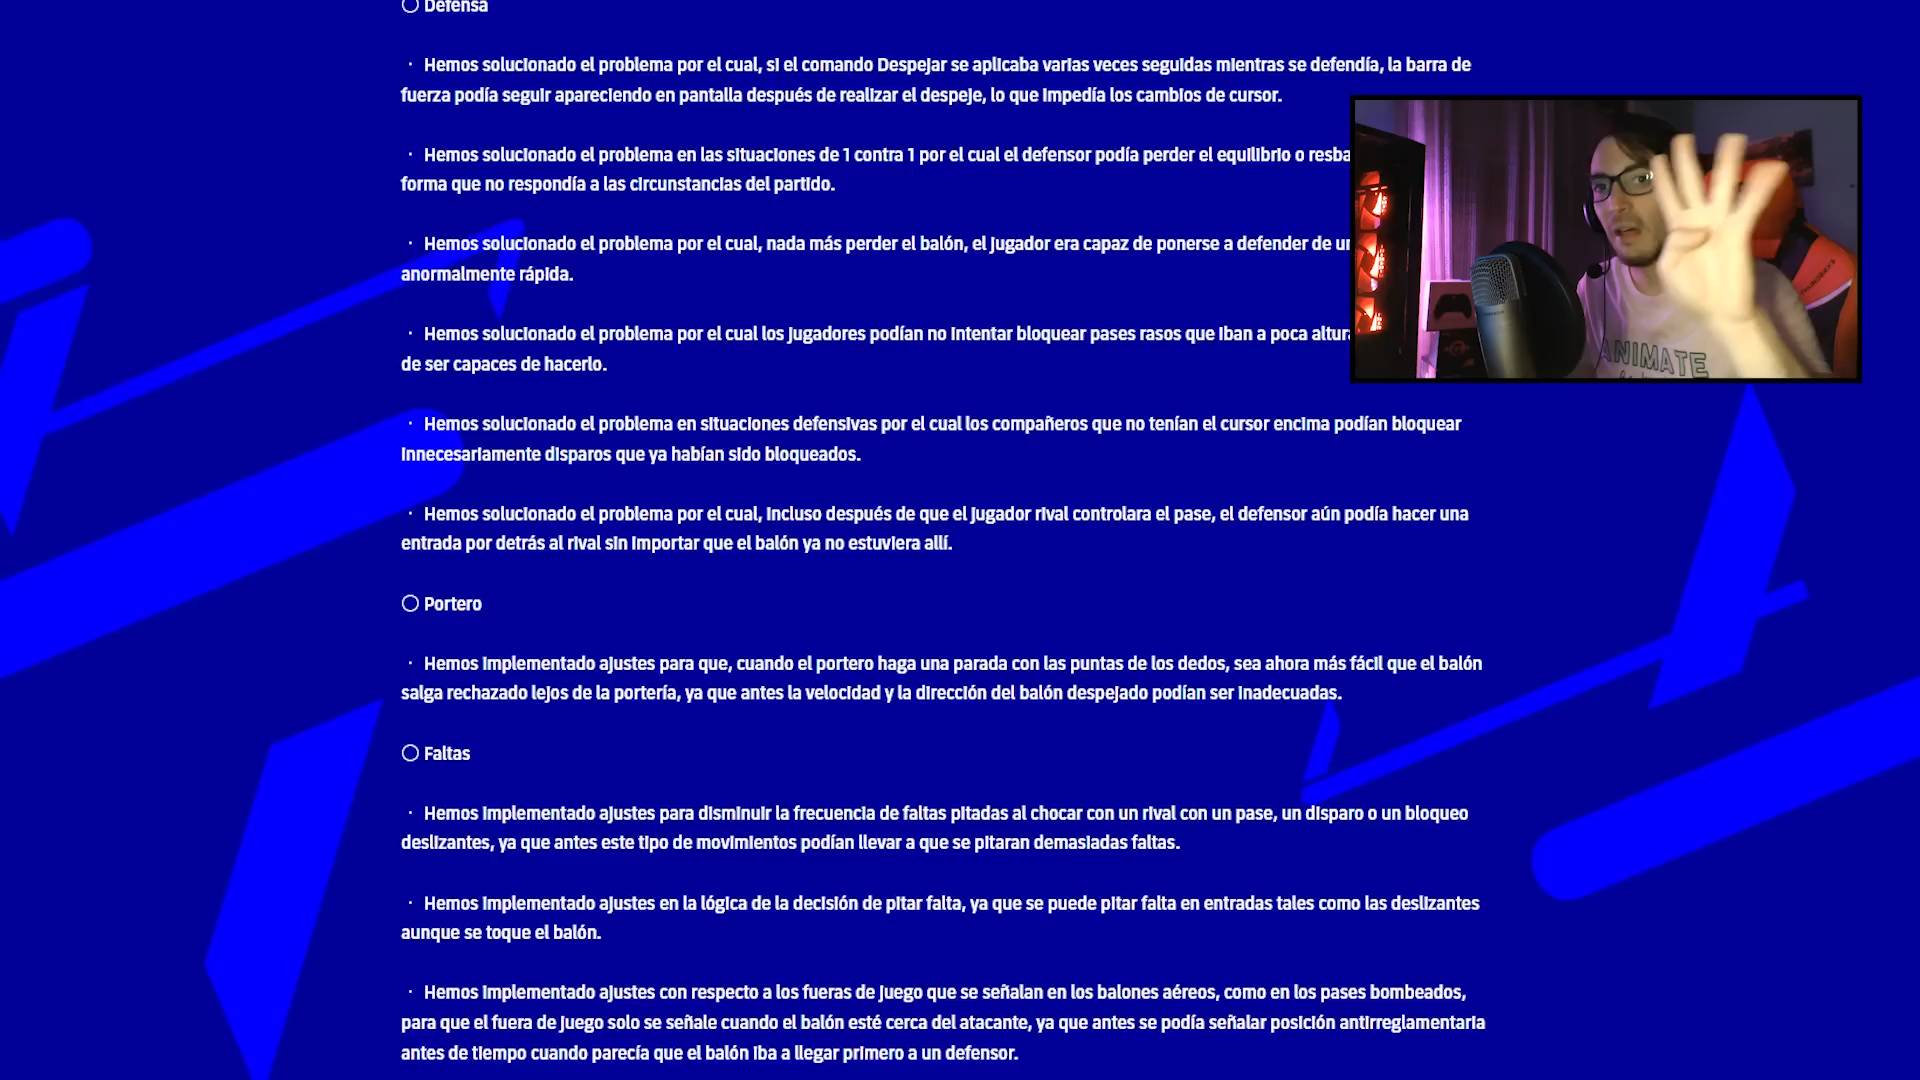 ○ Defensa
· Hemos solucionado el problema por el cual, si el comando Despejar se aplicaba varias veces seguidas mientras se defendía, la barra de
fuerza podía seguir apareciendo en pantalla después de realizar el despeje, lo que impedía los cambios de cursor.
· Hemos solucionado el problema en las situaciones de 1 contra 1 por el cual el defensor podía perder el equilibrio o
forma que no respondía a las circunstancias del partido.
· Hemos solucionado el problema por el cual, nada más perder el balón, el jugador era capaz de ponerse a defender de
anormalmente rápida.
· Hemos solucionado el problema por el cual los jugadores podían no intentar bloquear pases rasos que iban a poca
de ser capaces de hacerlo.
· Hemos solucionado el problema en situaciones defensivas por el cual los compañeros que no tenían el cursor encima podían bloquear
innecesariamente disparos que ya habían sido bloqueados.
· Hemos solucionado el problema por el cual, incluso después de que el jugador rival controlara el pase, el defensor aún podía hacer una
entrada por detrás al rival sin importar que el balón ya no estuviera allí.
○ Portero
· Hemos implementado ajustes para que, cuando el portero haga una parada con las puntas de los dedos, sea ahora más fácil que el balón
salga rechazado lejos de la portería, ya que antes la velocidad y la dirección del balón despejado podían ser inadecuadas.
○ Faltas
· Hemos implementado ajustes para disminuir la frecuencia de faltas pitadas al chocar con un rival con un pase, un disparo o un bloqueo
deslizantes, ya que antes este tipo de movimientos podían llevar a que se pitaran demasiadas faltas.
· Hemos implementado ajustes en la lógica de la decisión de pitar falta, ya que se puede pitar falta en entradas tales como las deslizantes
aunque se toque el balón.
· Hemos implementado ajustes con respecto a los fueras de juego que se señalan en los balones aéreos, como en los pases bombeados,
para que el fuera de juego solo se señale cuando el balón esté cerca del atacante, ya que antes se podía señalar posición antirreglamentaria
antes de tiempo cuando parecía que el balón iba a llegar primero a un defensor.
ANIMATE